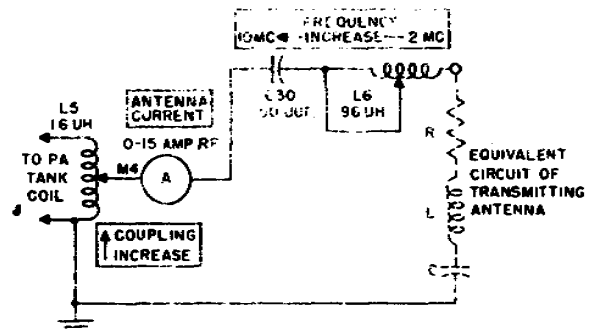 FREQUENCY
10MC INCREASE 2 MC
L6
96 UH
L5
16 UH
ANTENNA
CURRENT
0-15 AMP RF
TO PA
TANK
COIL
M4
A
R
EQUIVALENT
CIRCUIT OF
TRANSMITTING
ANTENNA
L
C
COUPLING
INCREASE